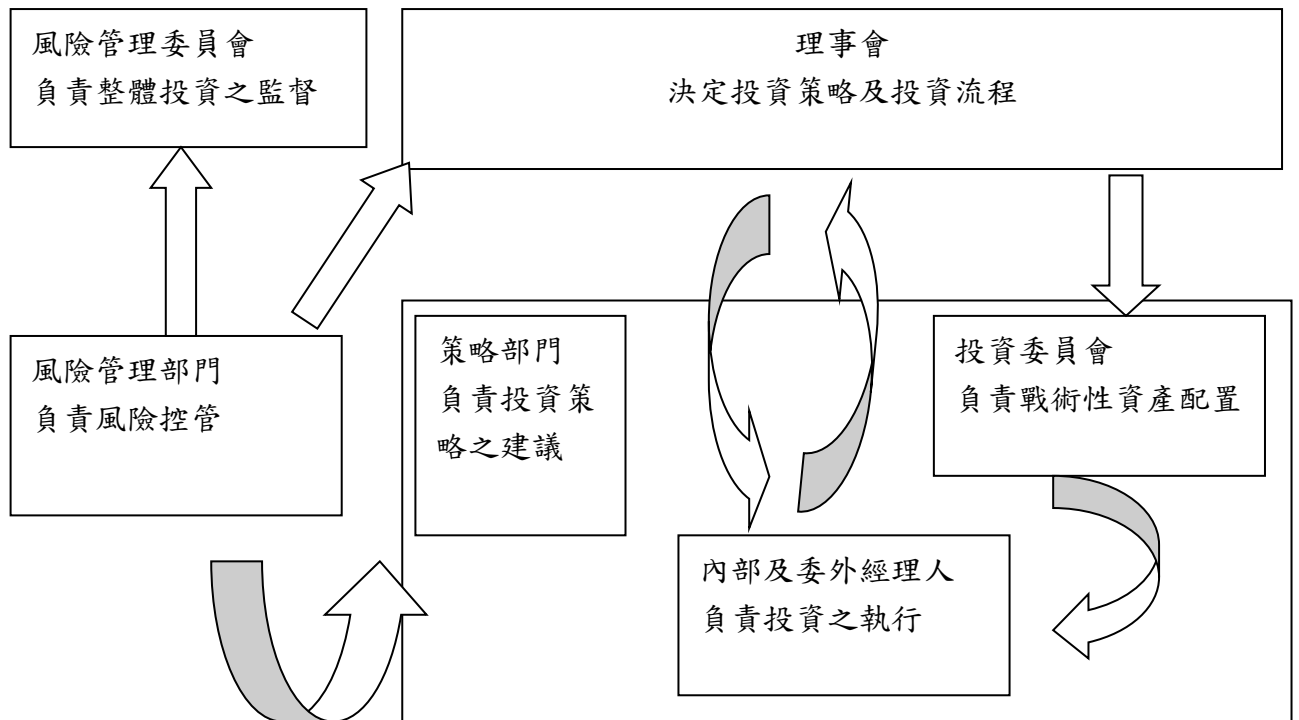 風險管理委員會
負責整體投資之監督
理事會
決定投資策略及投資流程
風險管理部門
負責風險控管
策略部門
負責投資策
略之建議
投資委員會
負責戰術性資產配置
內部及委外經理人
負責投資之執行